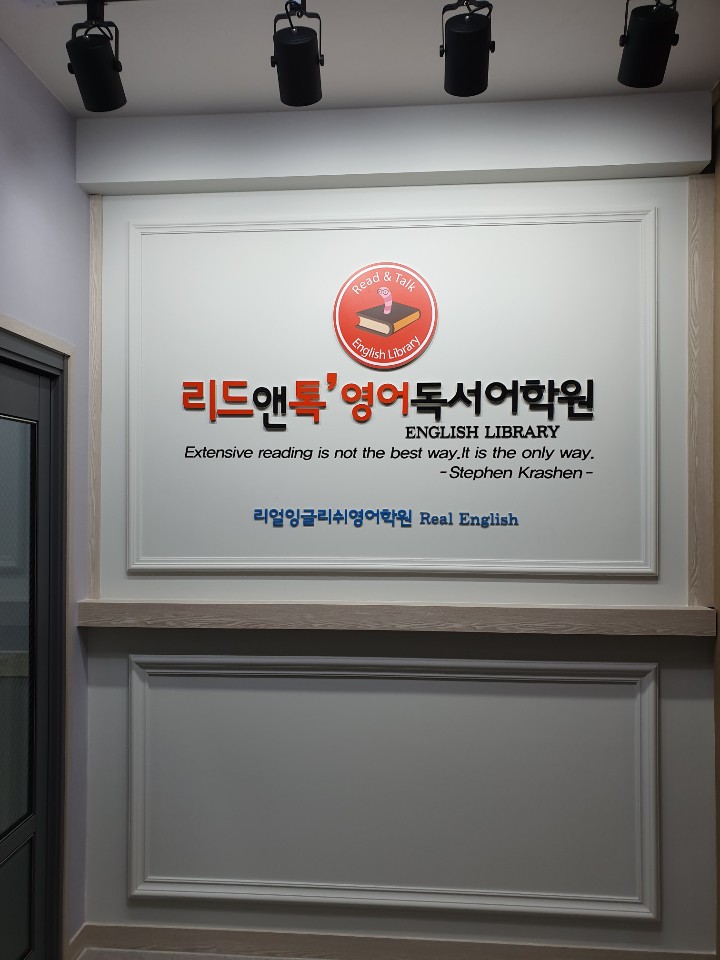 Read & Talk
English Library
리드앤톡’영어독서어학원
ENGLISH LIBRARY
Extensive reading is not the best way.It is the only way.
-Stephen Krashen-
리얼잉글리쉬영어학원 Real English